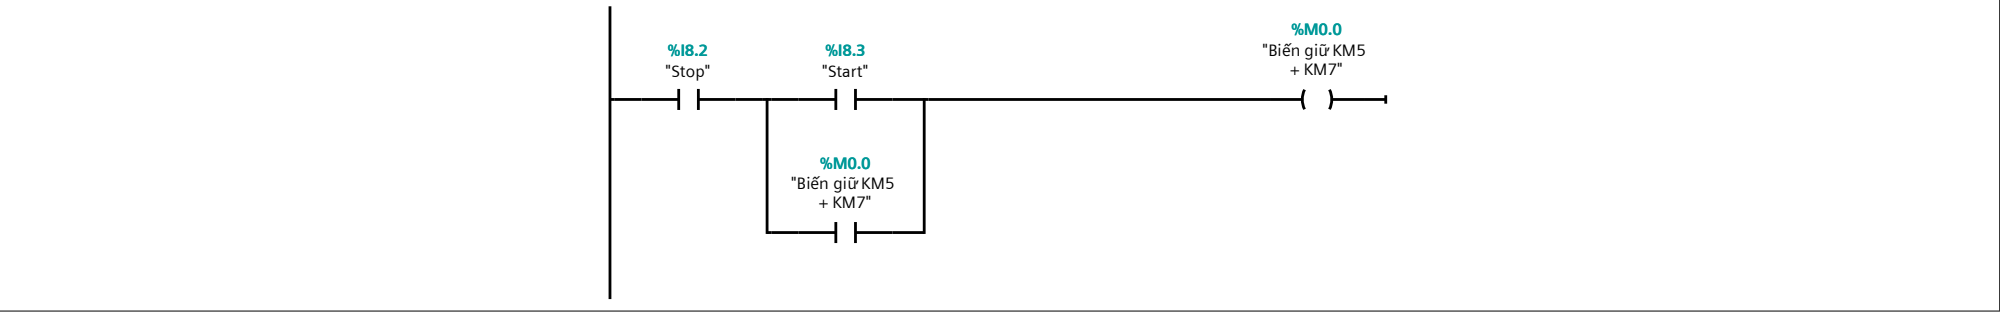 %M0.0
"Biến giữ KM5
+ KM7"
%I8.2
"Stop"
%I8.3
"Start"
%M0.0
"Biến giữ KM5
+ KM7"